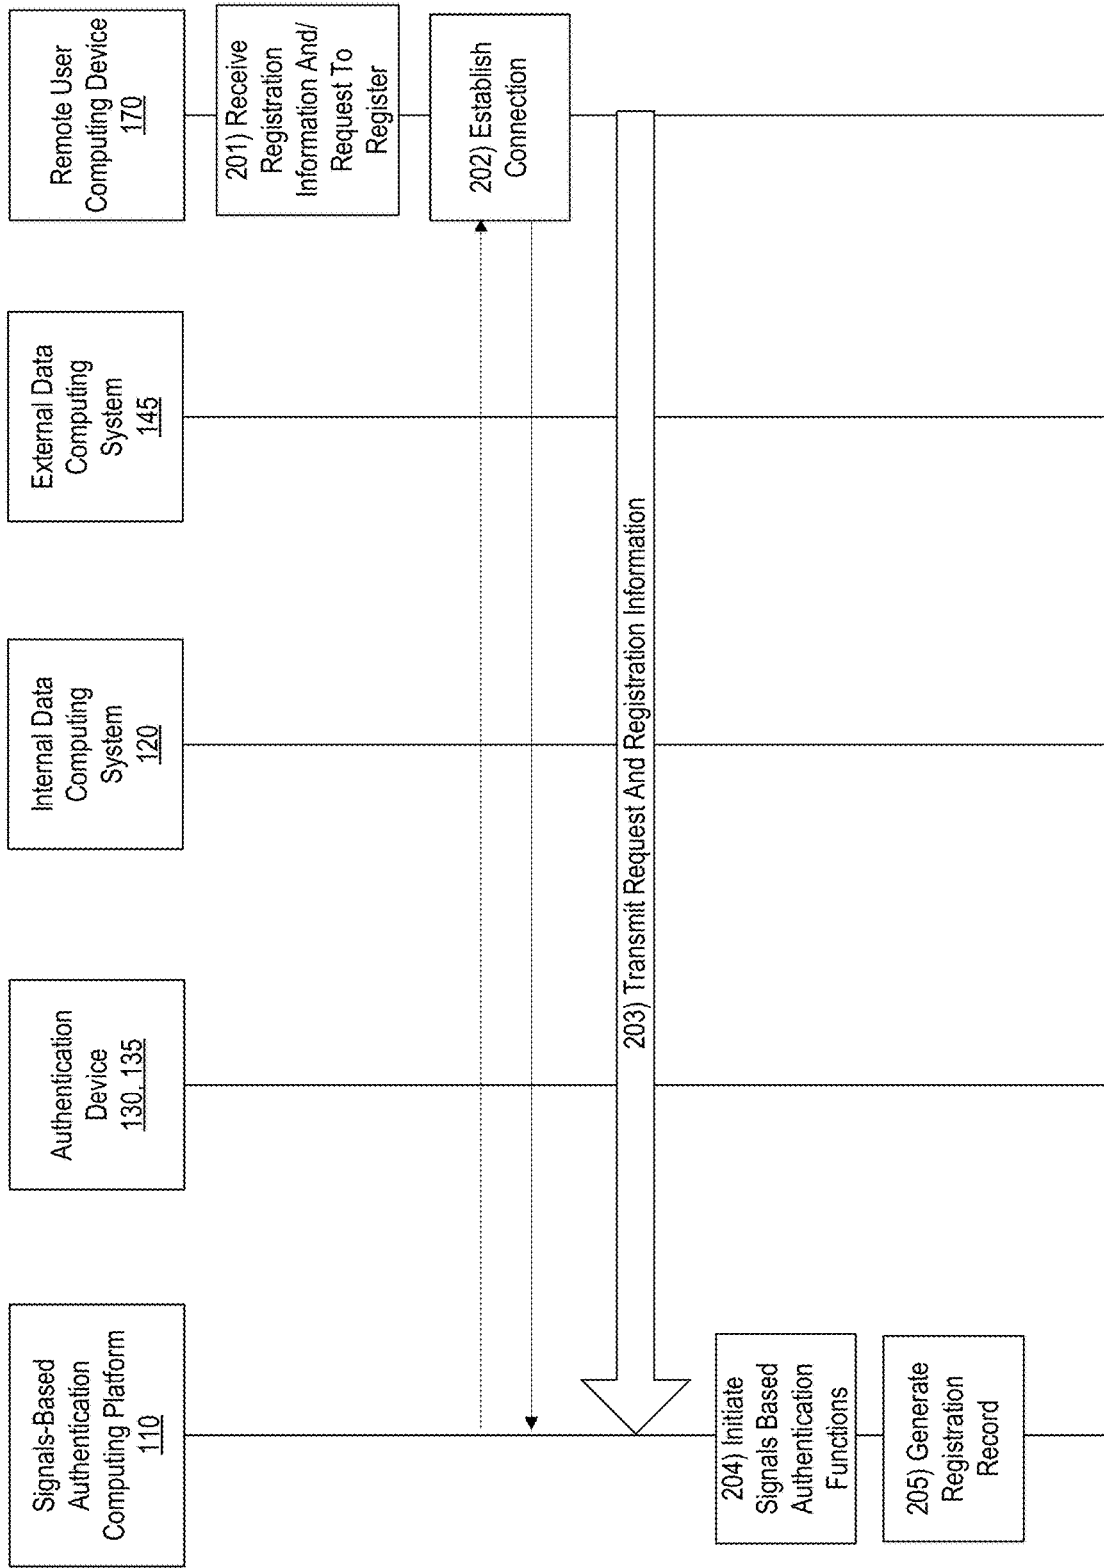 Signals-Based
Authentication
Computing Platform
110
Authentication
Device
130, 135
Internal Data
Computing
System
120
External Data
Computing
System
145
Remote User
Computing Device
170
201) Receive
Registration
Information And/
Request To
Register
202) Establish
Connection
203) Transmit Request And Registration Information
204) Initiate
Signals Based
Authentication
Functions
205) Generate
Registration
Record